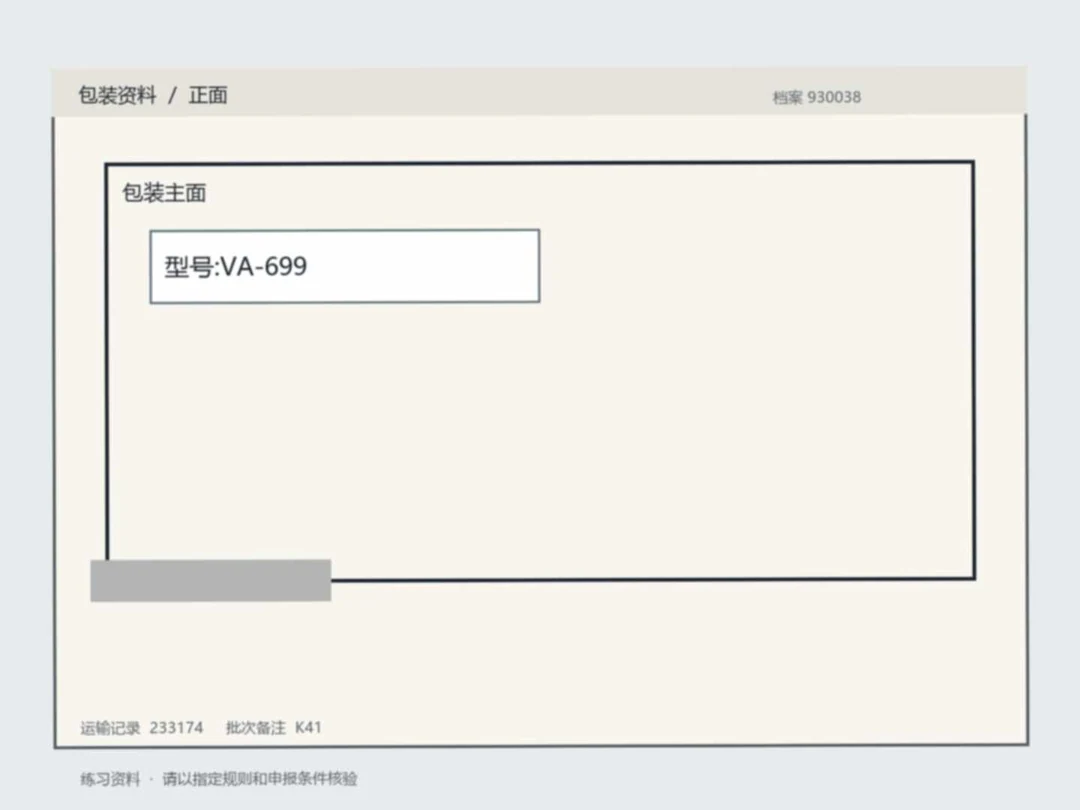 包装资料 / 正面
档案 930038
包装主面
型号:VA-699
运输记录 233174 批次备注 K41
练习资料 · 请以指定规则和申报条件核验